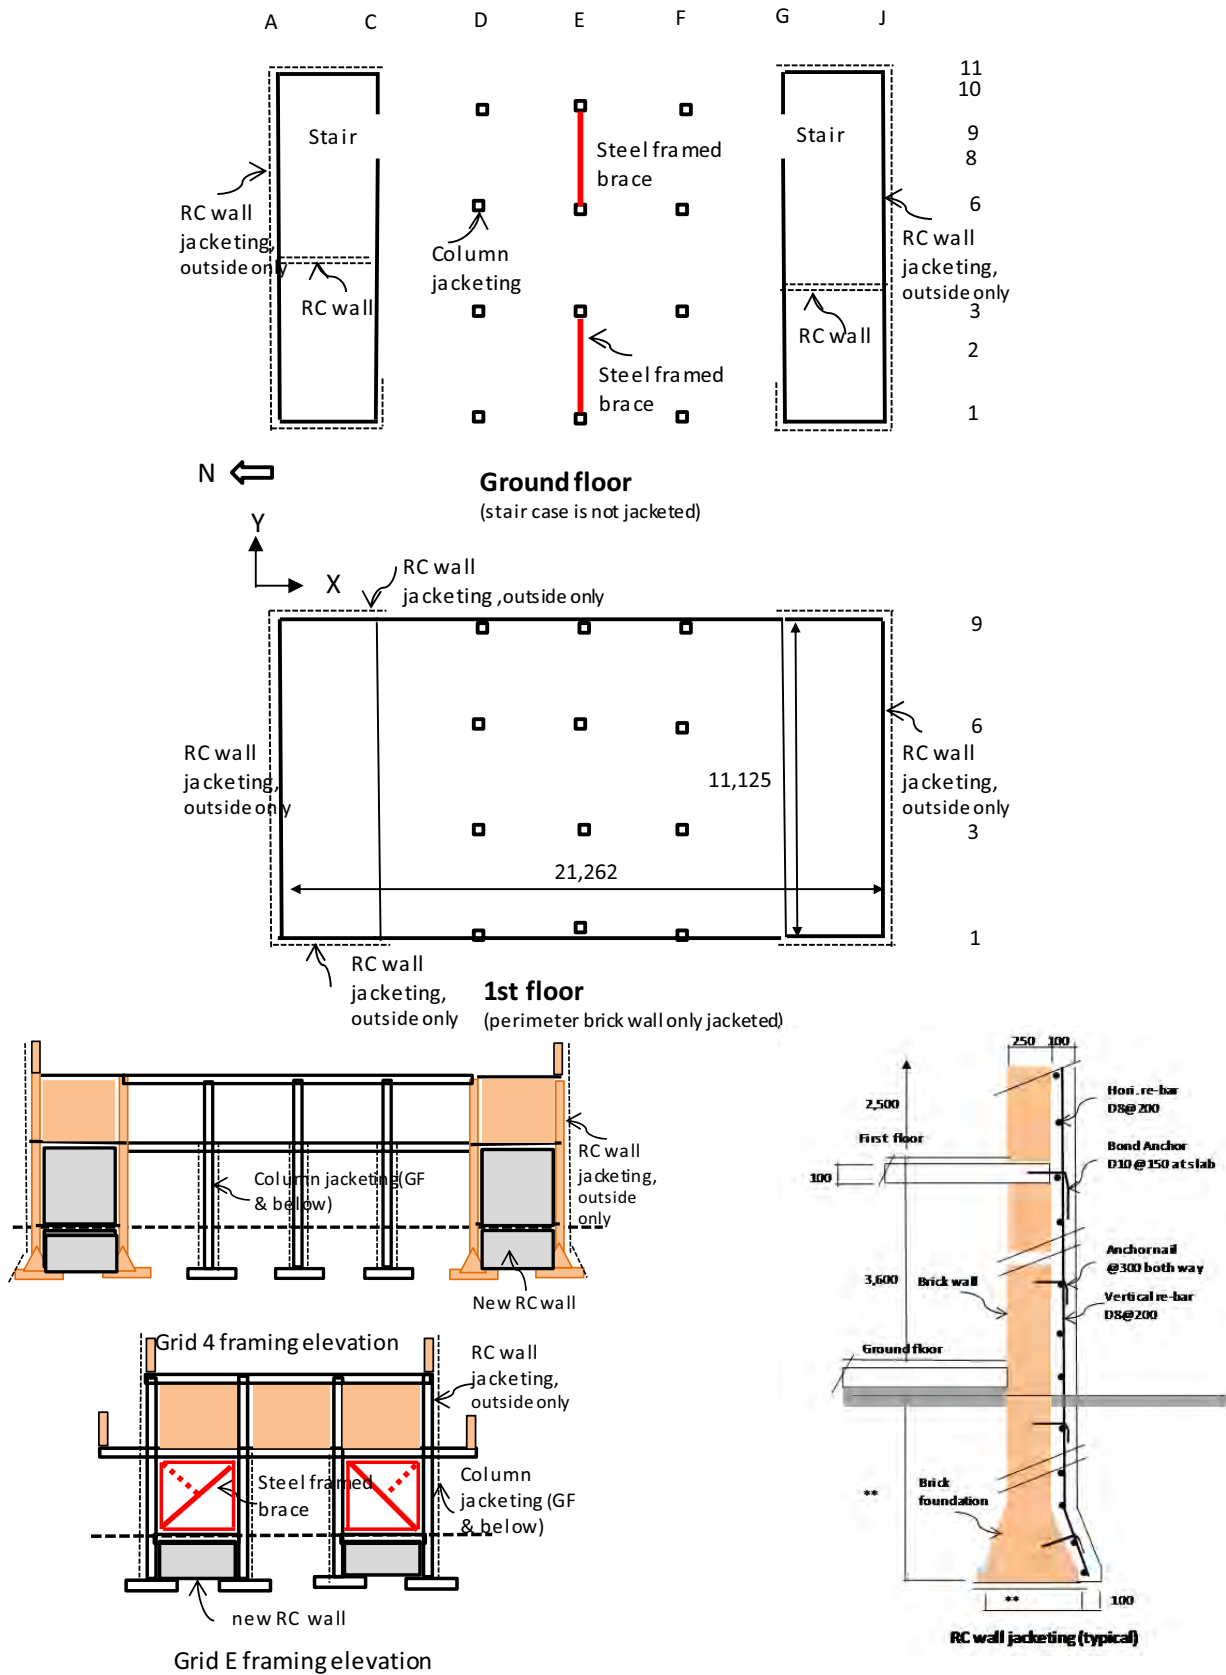 A C D E F G J
11
10
9
8
6
3
2
1
Stair
Stair
Steel framed
brace
RC wall
jacketing,
outside only
Column
jacketing
RC wall
RC wall
jacketing,
outside only
RC wall
Steel framed
brace
N
Ground floor
(stair case is not jacketed)
Y
X
RC wall
jacketing ,outside only
9
6
3
1
RC wall
jacketing,
outside only
RC wall
jacketing,
outside only
11,125
21,262
RC wall
jacketing,
outside only
1st floor
(perimeter brick wall only jacketed)
Column jacketing (GF
& below)
RC wall
jacketing,
outside
only
New RC wall
Grid 4 framing elevation
RC wall
jacketing,
outside only
Steel framed
brace
Column
jacketing (GF
& below)
new RC wall
Grid E framing elevation
250 100
2,500
First floor
100
3,600
Brick wall
Ground floor
**
Brick
foundation
Hori. re-bar
D8@200
Bond Anchor
D10 @150 at slab
Anchor nail
@300 both way
Vertical re-bar
D8@200
**
100
RC wall jacketing (typical)